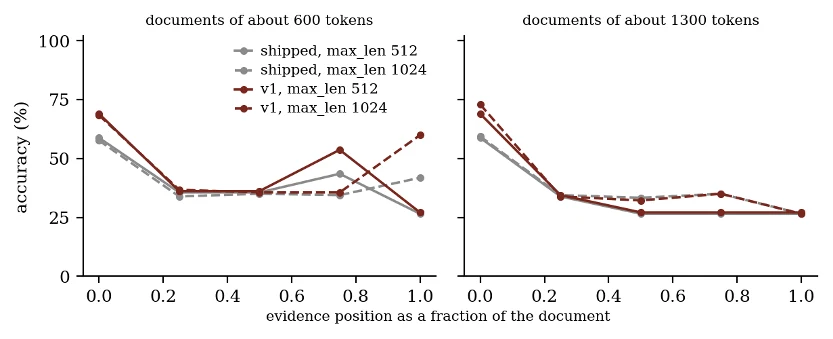 documents of about 600 tokens
documents of about 1300 tokens
100
75
50
25
0
accuracy (%)
shipped, max_len 512
shipped, max_len 1024
v1, max_len 512
v1, max_len 1024
0.0 0.2 0.4 0.6 0.8 1.0
0.0 0.2 0.4 0.6 0.8 1.0
evidence position as a fraction of the document